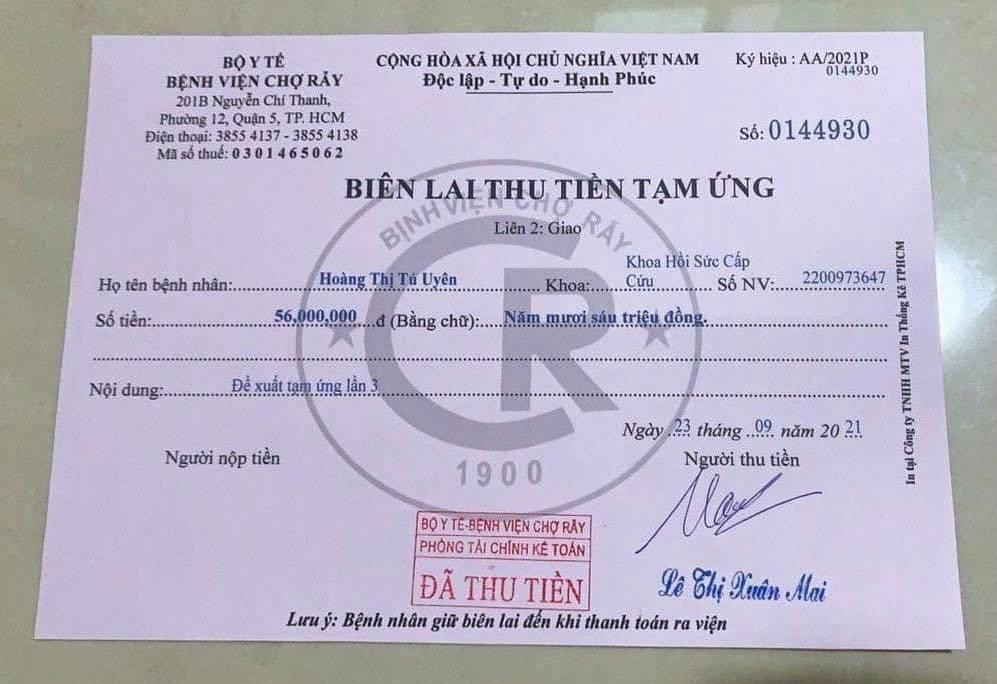 BỘ Y TẾ
BỆNH VIỆN CHỢ RẪY
201B Nguyễn Chí Thanh,
Phường 12, Quận 5, TP. HCM
Điện thoại: 3855 4137 - 3855 4138
Mã số thuế: 0301465062
CỘNG HÒA XÃ HỘI CHỦ NGHĨA VIỆT NAM
Độc lập - Tự do - Hạnh Phúc
Ký hiệu : AA/2021P
0144930
Số: 0144930
BIÊN LAI THU TIỀN TẠM ỨNG
Liên 2: Giao
BỊNH VIỆN CHỢ RẪY
CR
1900
Họ tên bệnh nhân: Hoàng Thị Tú Uyên Khoa: Khoa Hồi Sức Cấp Cứu Số NV: 2200973647
Số tiền: 56,000,000 đ (Bằng chữ): Năm mươi sáu triệu đồng.
Nội dung: Đề xuất tạm ứng lần 3
Ngày 23 tháng 09 năm 20 21
Người nộp tiền
Người thu tiền
BỘ Y TẾ-BỆNH VIỆN CHỢ RẪY
PHÒNG TÀI CHÍNH KẾ TOÁN
ĐÃ THU TIỀN
Lê Thị Xuân Mai
Lưu ý: Bệnh nhân giữ biên lai đến khi thanh toán ra viện
In tại Công ty TNHH MTV In Thống Kê TPHCM